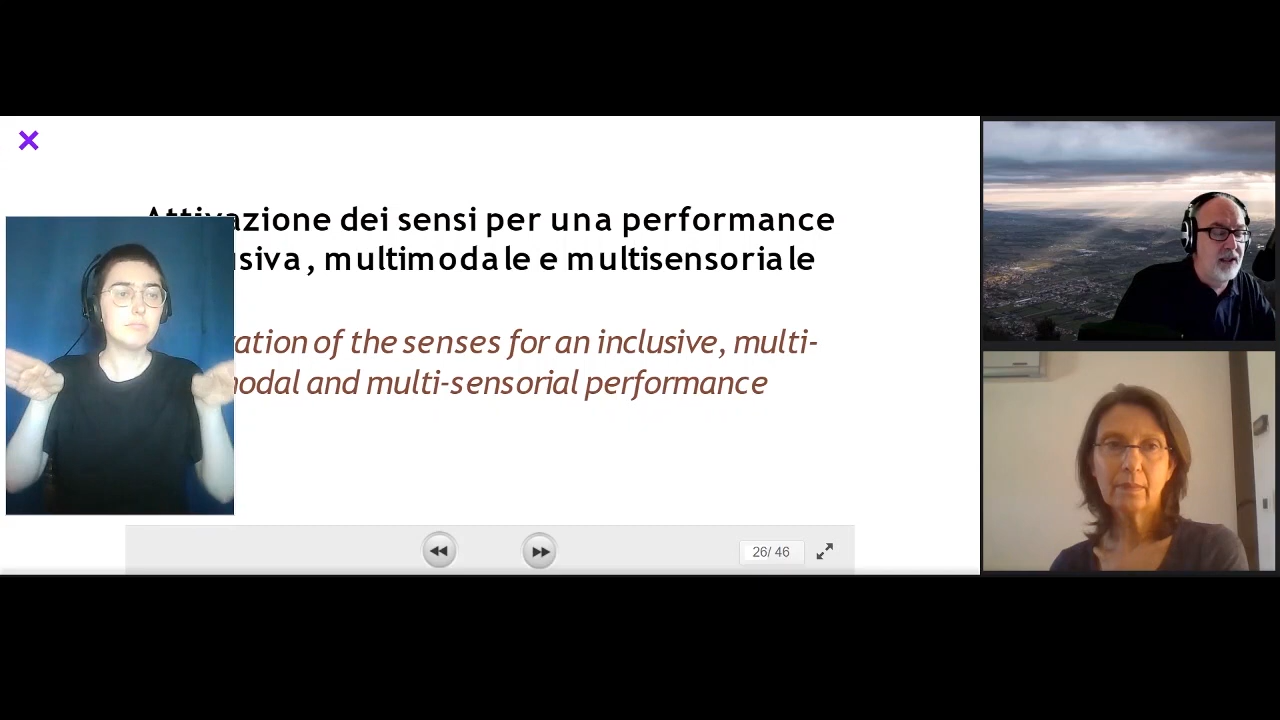 Attivazione dei sensi per una performance
siva, multimodale e multisensoriale
ation of the senses for an inclusive, multi-
modal and multi-sensorial performance
26/ 46